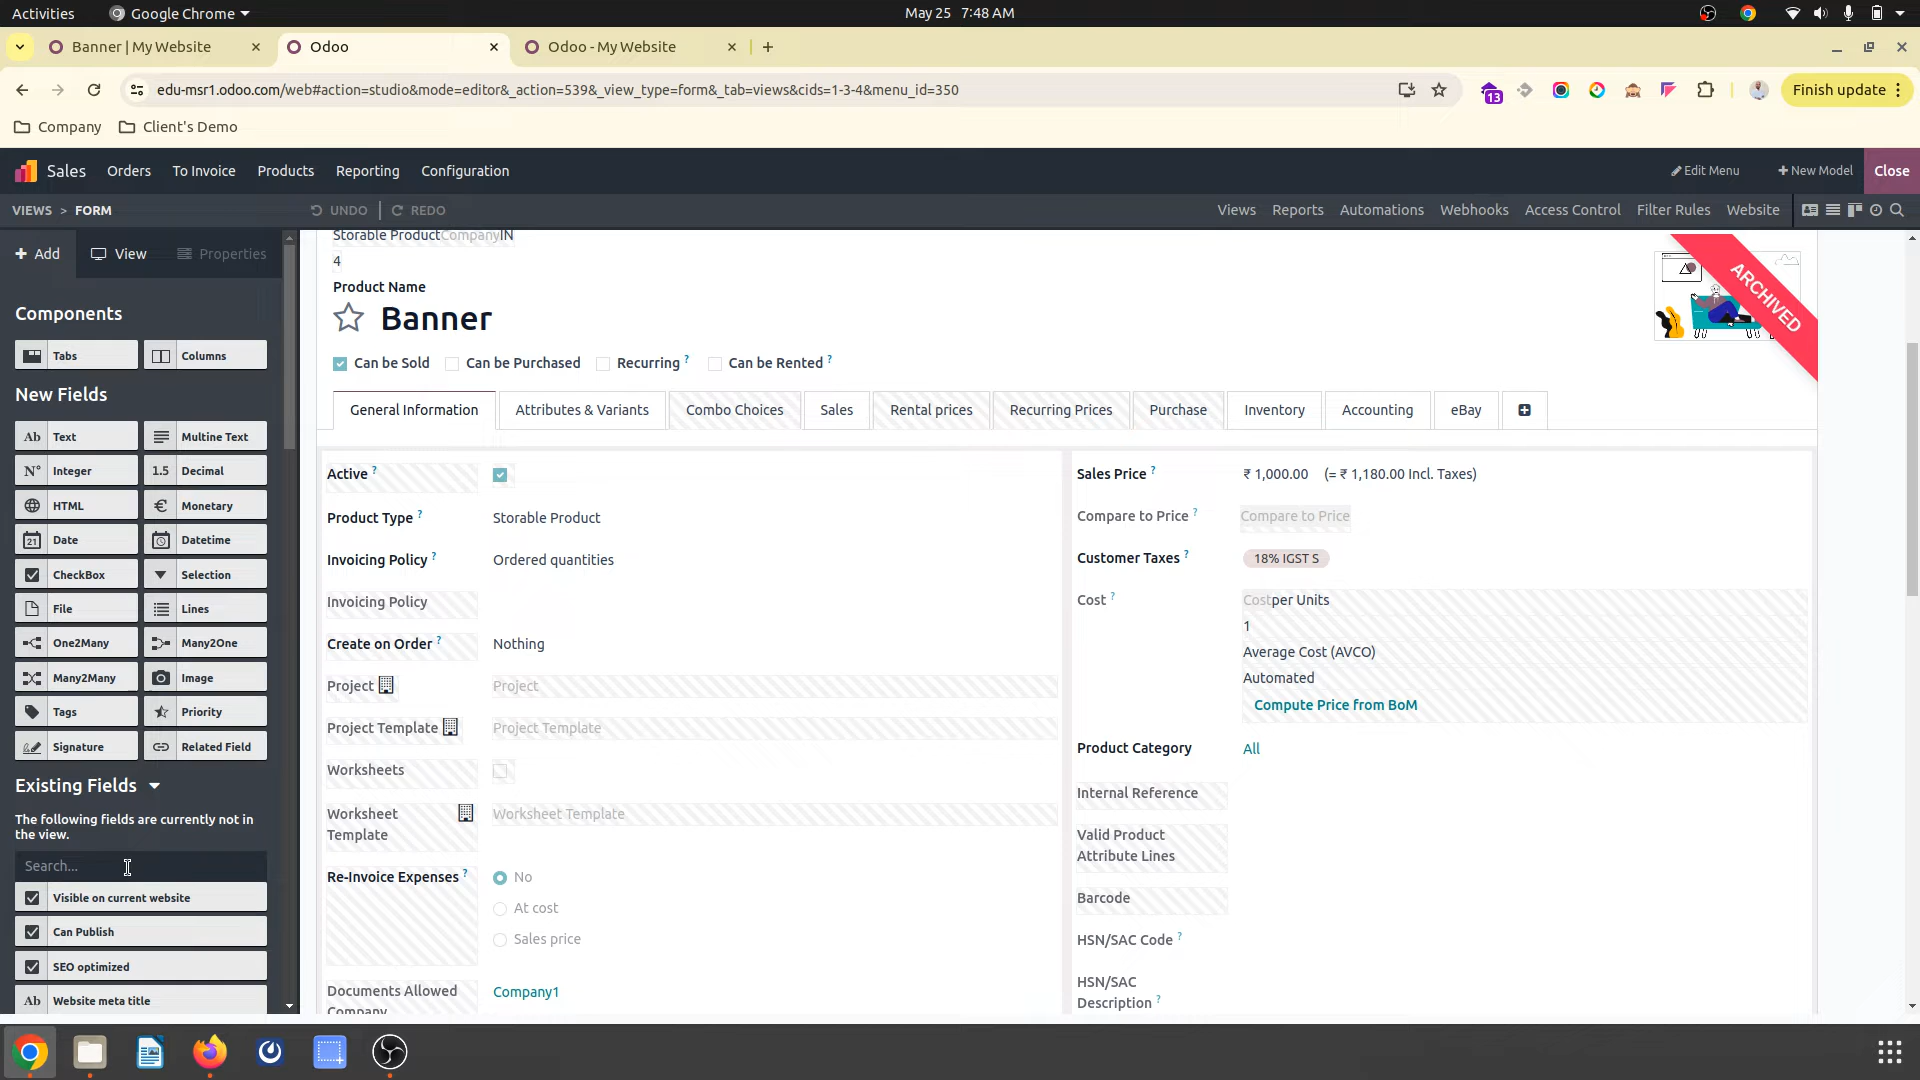 Activities
Google Chrome
May 25 7:48 AM
Banner | My Website
Odoo
Odoo - My Website
edu-msr1.odoo.com/web#action=studio&mode=editor&_action=539&_view_type=form&_tab=views&cids=1-3-4&menu_id=350
13
Finish update
Company
Client's Demo
Sales
Orders
To Invoice
Products
Reporting
Configuration
Edit Menu
New Model
Close
VIEWS > FORM
UNDO
REDO
Views
Reports
Automations
Webhooks
Access Control
Filter Rules
Website
Add
View
Properties
Components
Tabs
Columns
New Fields
Ab Text
Multine Text
N° Integer
1.5 Decimal
HTML
€ Monetary
21 Date
Datetime
CheckBox
Selection
File
Lines
One2Many
Many2One
Many2Many
Image
Tags
Priority
Signature
Related Field
Existing Fields
The following fields are currently not in
the view.
Search...
Visible on current website
Can Publish
SEO optimized
Ab Website meta title
Storable ProductCompanyIN
4
Product Name
Banner
ARCHIVED
Can be Sold
Can be Purchased
Recurring ?
Can be Rented ?
General Information
Attributes & Variants
Combo Choices
Sales
Rental prices
Recurring Prices
Purchase
Inventory
Accounting
eBay
Active ?
Product Type ? Storable Product
Invoicing Policy ? Ordered quantities
Invoicing Policy
Create on Order ? Nothing
Project Project
Project Template Project Template
Worksheets
Worksheet
Template
Worksheet Template
Re-Invoice Expenses ?
No
At cost
Sales price
Documents Allowed
Company
Company1
Sales Price ? ₹ 1,000.00 (= ₹ 1,180.00 Incl. Taxes)
Compare to Price ? Compare to Price
Customer Taxes ? 18% IGST S
Cost ? Costper Units
1
Average Cost (AVCO)
Automated
Compute Price from BoM
Product Category All
Internal Reference
Valid Product
Attribute Lines
Barcode
HSN/SAC Code ?
HSN/SAC
Description ?